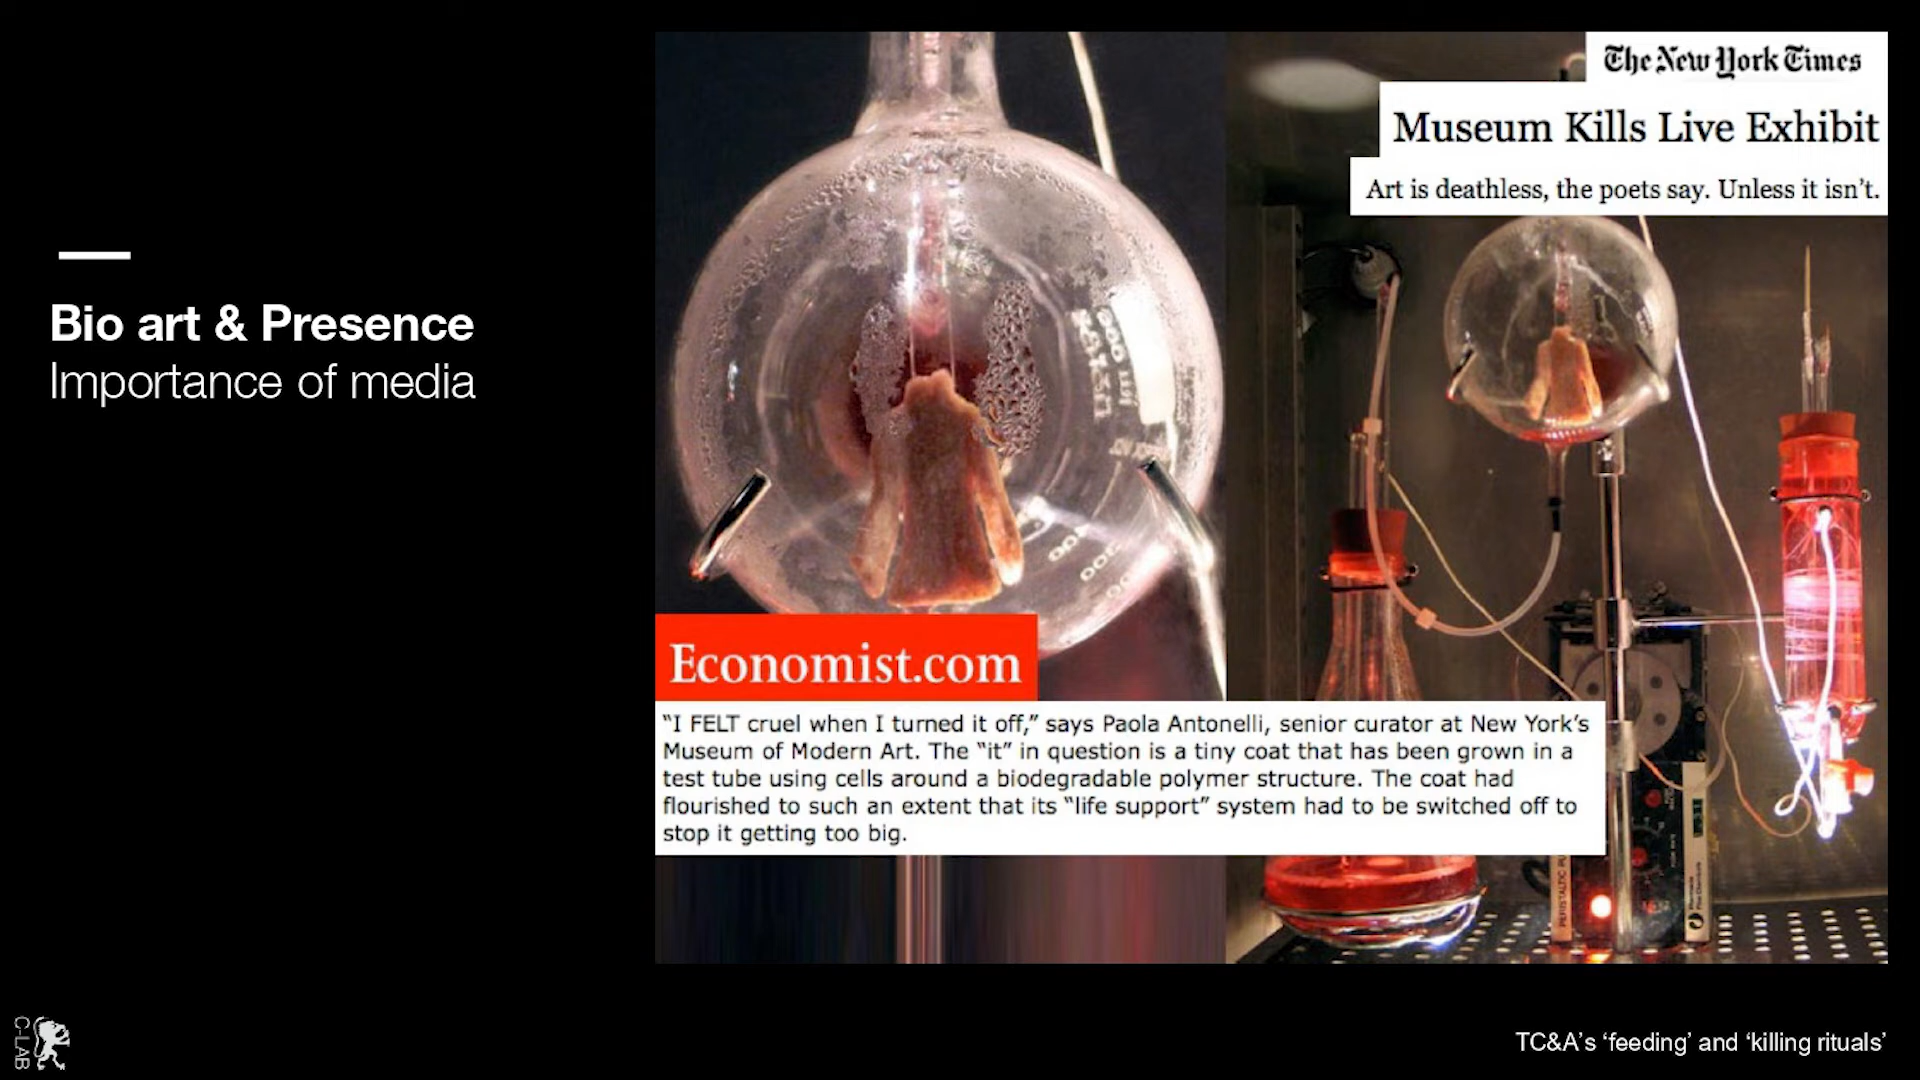 Bio art & Presence
Importance of media
The New York Times
Museum Kills Live Exhibit
Art is deathless, the poets say. Unless it isn't.
Economist.com
“I FELT cruel when I turned it off,” says Paola Antonelli, senior curator at New York’s
Museum of Modern Art. The “it” in question is a tiny coat that has been grown in a
test tube using cells around a biodegradable polymer structure. The coat had
flourished to such an extent that its “life support” system had to be switched off to
stop it getting too big.
C-LAB
TC&A’s ‘feeding’ and ‘killing rituals’